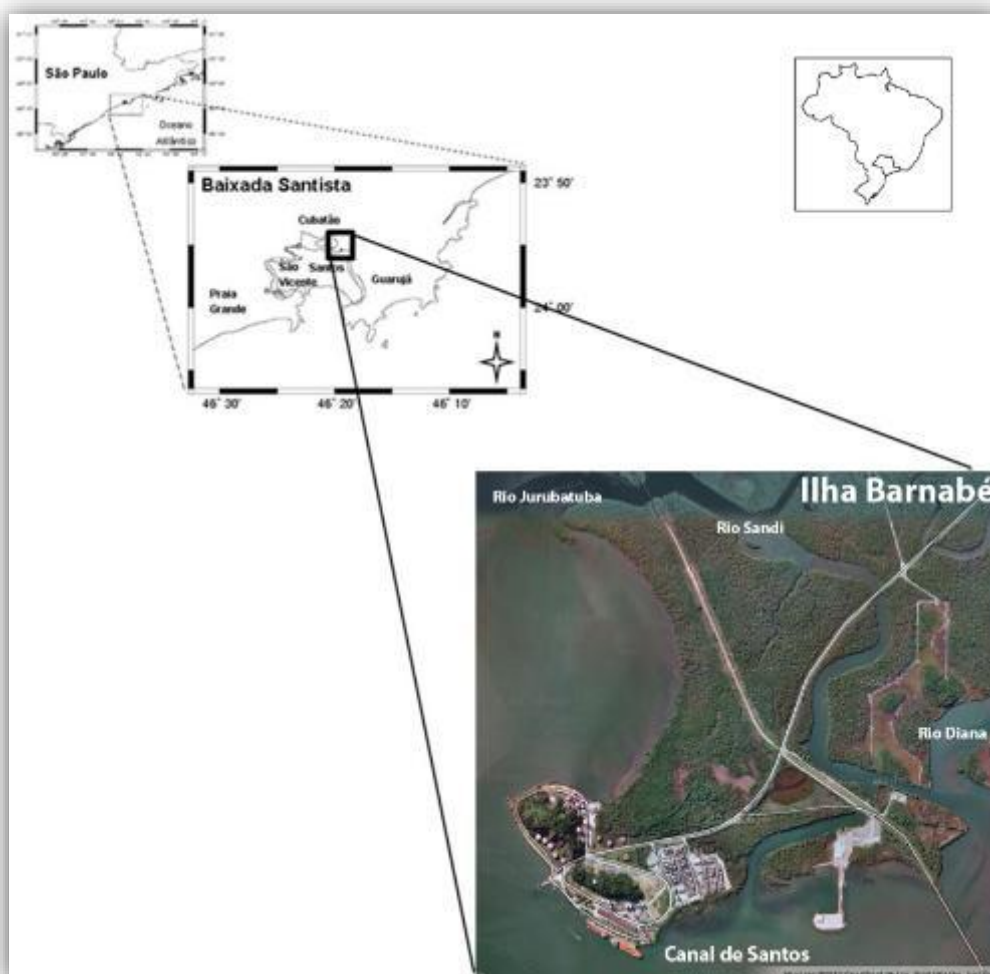 São Paulo
Oceano
Atlântico
Baixada Santista
23° 50'
Cubatão
São
Vicente
Santos
Guarujá
Praia
Grande
24° 00'
N
46° 30'
46° 20'
46° 10'
Ilha Barnabé
Rio Jurubatuba
Rio Sandi
Rio Diana
Canal de Santos